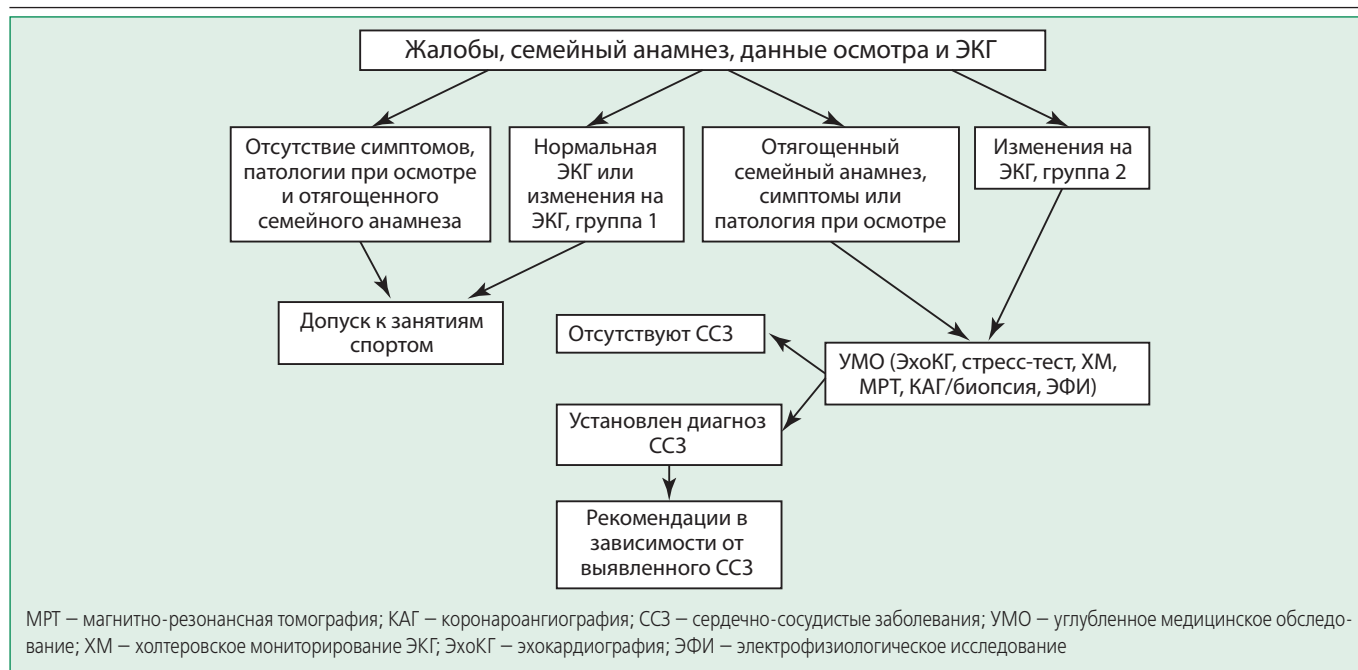 Жалобы, семейный анамнез, данные осмотра и ЭКГ
Отсутствие симптомов,
патологии при осмотре
и отягощенного
семейного анамнеза
Нормальная
ЭКГ или
изменения на
ЭКГ, группа 1
Отягощенный
семейный анамнез,
симптомы или
патология при осмотре
Изменения на
ЭКГ, группа 2
Допуск к занятиям
спортом
Отсутствуют ССЗ
УМО (ЭхоКГ, стресс-тест, ХМ,
МРТ, КАГ/биопсия, ЭФИ)
Установлен диагноз
ССЗ
Рекомендации в
зависимости от
выявленного ССЗ
МРТ – магнитно-резонансная томография; КАГ – коронароангиография; ССЗ – сердечно-сосудистые заболевания; УМО – углубленное медицинское обследо-
вание; ХМ – холтеровское мониторирование ЭКГ; ЭхоКГ – эхокардиография; ЭФИ – электрофизиологическое исследование